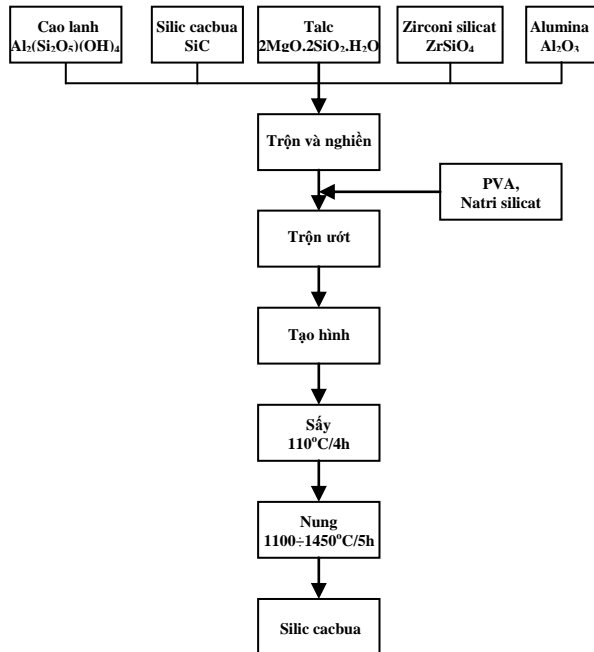 Cao lanh
Al₂(Si₂O₅)(OH)₄
Silic cacbua
SiC
Talc
2MgO.2SiO₂.H₂O
Zirconi silicat
ZrSiO₄
Alumina
Al₂O₃
Trộn và nghiền
PVA,
Natri silicat
Trộn ướt
Tạo hình
Sấy
110°C/4h
Nung
1100÷1450°C/5h
Silic cacbua